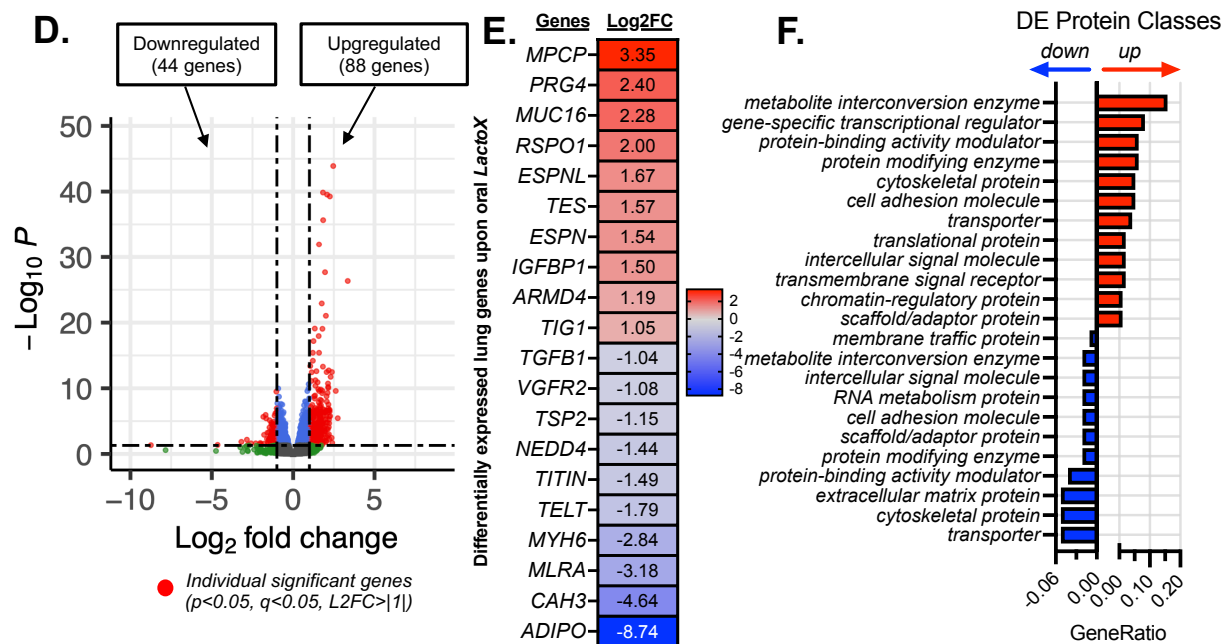 D.
Downregulated
(44 genes)
Upgregulated
(88 genes)
50
40
30
20
10
0
−Log10 P
−10
−5
0
5
Log2 fold change
Individual significant genes
(p<0.05, q<0.05, L2FC>|1|)
E.
Genes Log2FC
Differentially expressed lung genes upon oral LactoX
MPCP 3.35
PRG4 2.40
MUC16 2.28
RSPO1 2.00
ESPNL 1.67
TES 1.57
ESPN 1.54
IGFBP1 1.50
ARMD4 1.19
TIG1 1.05
TGFB1 -1.04
VGFR2 -1.08
TSP2 -1.15
NEDD4 -1.44
TITIN -1.49
TELT -1.79
MYH6 -2.84
MLRA -3.18
CAH3 -4.64
ADIPO -8.74
2
0
-2
-4
-6
-8
F.
DE Protein Classes
down up
metabolite interconversion enzyme
gene-specific transcriptional regulator
protein-binding activity modulator
protein modifying enzyme
cytoskeletal protein
cell adhesion molecule
transporter
translational protein
intercellular signal molecule
transmembrane signal receptor
chromatin-regulatory protein
scaffold/adaptor protein
membrane traffic protein
metabolite interconversion enzyme
intercellular signal molecule
RNA metabolism protein
cell adhesion molecule
scaffold/adaptor protein
protein modifying enzyme
protein-binding activity modulator
extracellular matrix protein
cytoskeletal protein
transporter
-0.06
0.00
0.00
0.10
0.20
GeneRatio